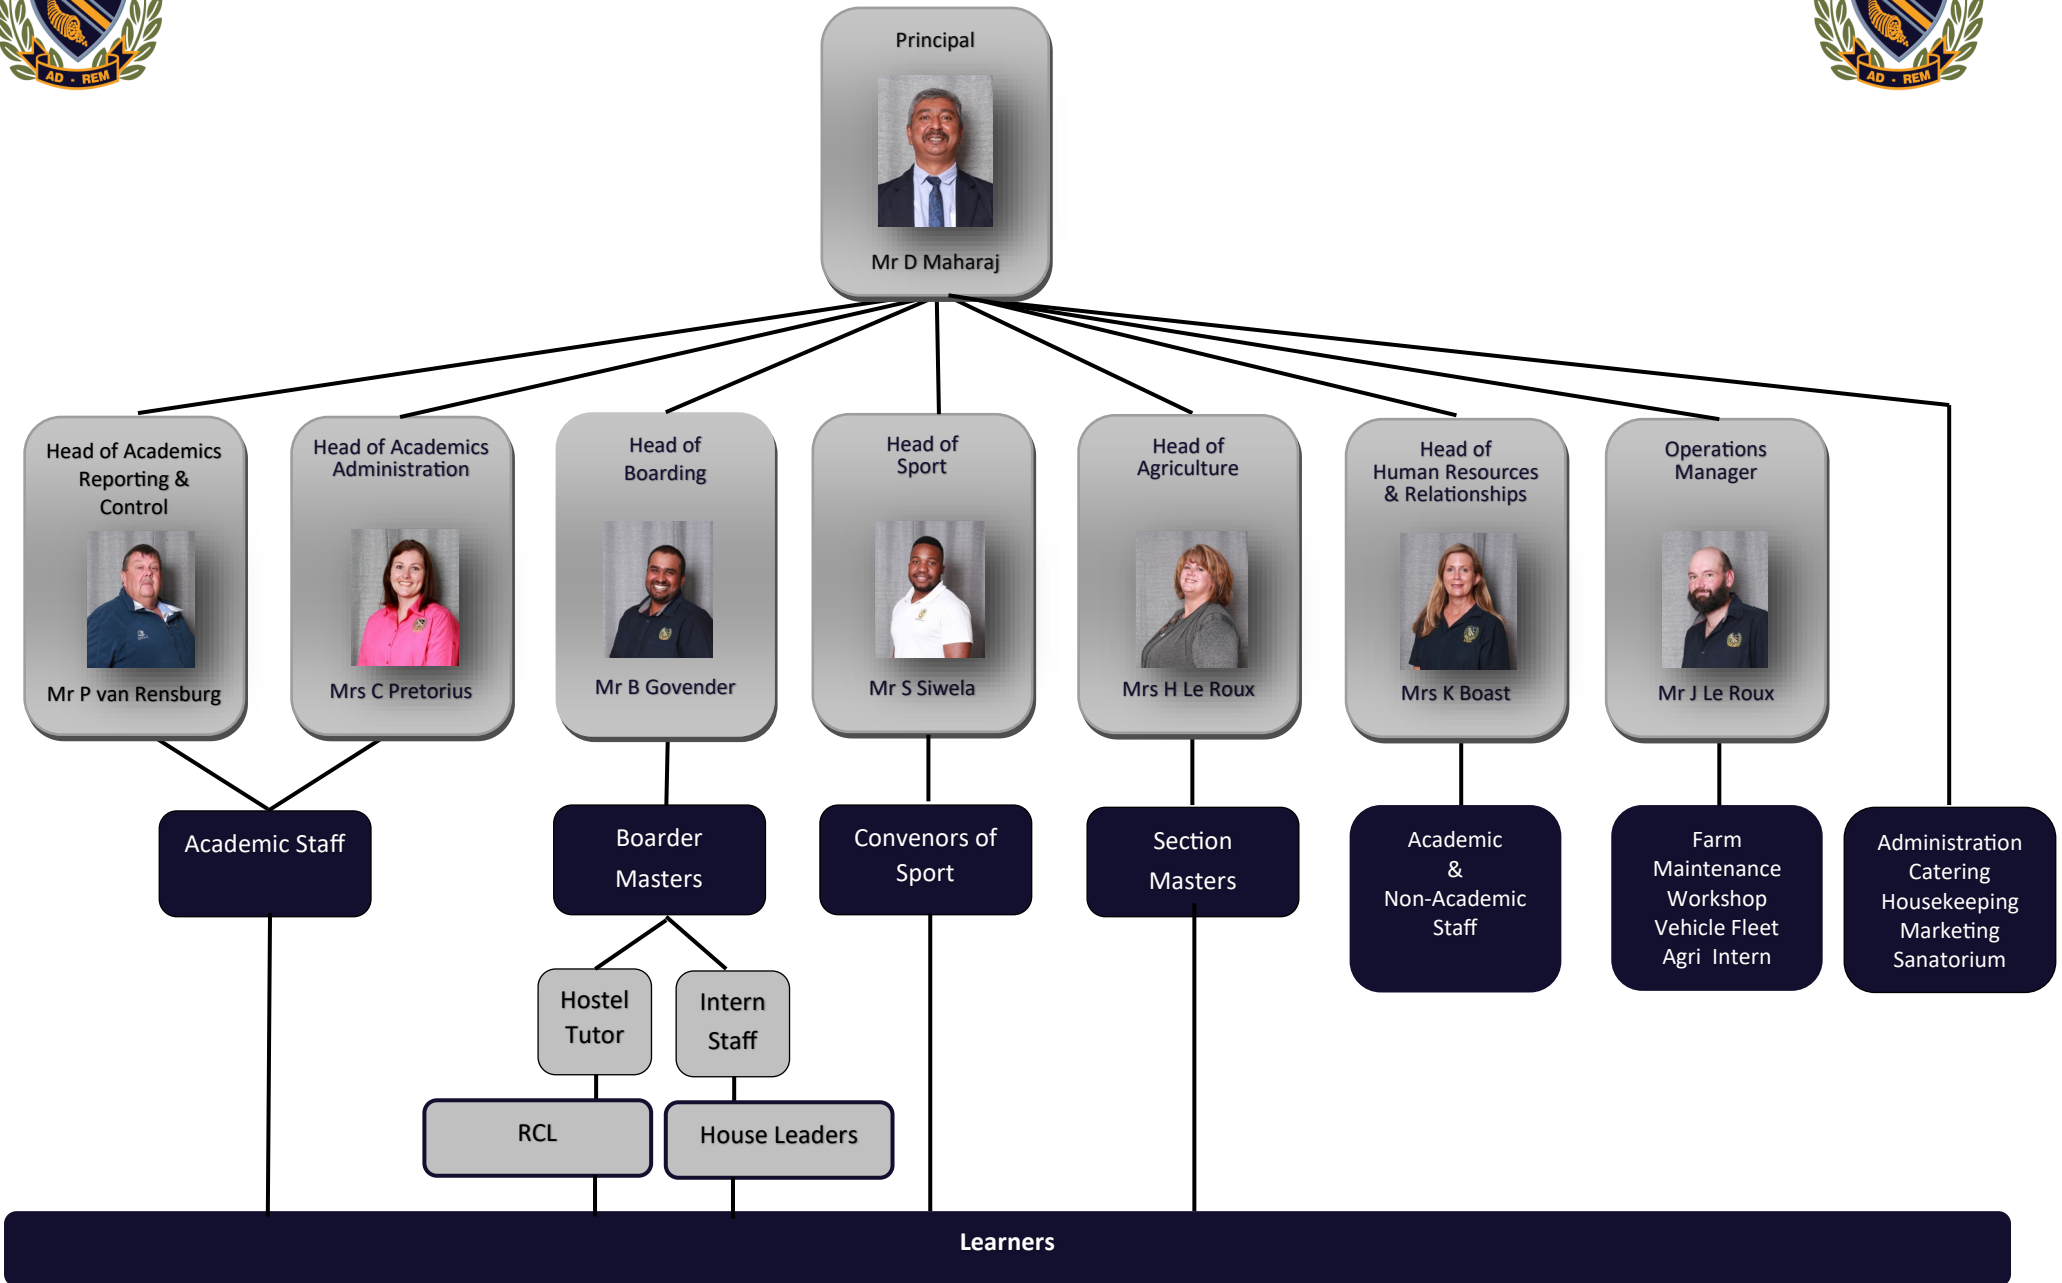 AD - REM
AD - REM
Principal
Mr D Maharaj
Head of Academics
Reporting &
Control
Mr P van Rensburg
Head of Academics
Administration
Mrs C Pretorius
Head of
Boarding
Mr B Govender
Head of
Sport
Mr S Siwela
Head of
Agriculture
Mrs H Le Roux
Head of
Human Resources
& Relationships
Mrs K Boast
Operations
Manager
Mr J Le Roux
Academic Staff
Boarder
Masters
Convenors of
Sport
Section
Masters
Academic
&
Non-Academic
Staff
Farm
Maintenance
Workshop
Vehicle Fleet
Agri Intern
Administration
Catering
Housekeeping
Marketing
Sanatorium
Hostel
Tutor
Intern
Staff
RCL
House Leaders
Learners